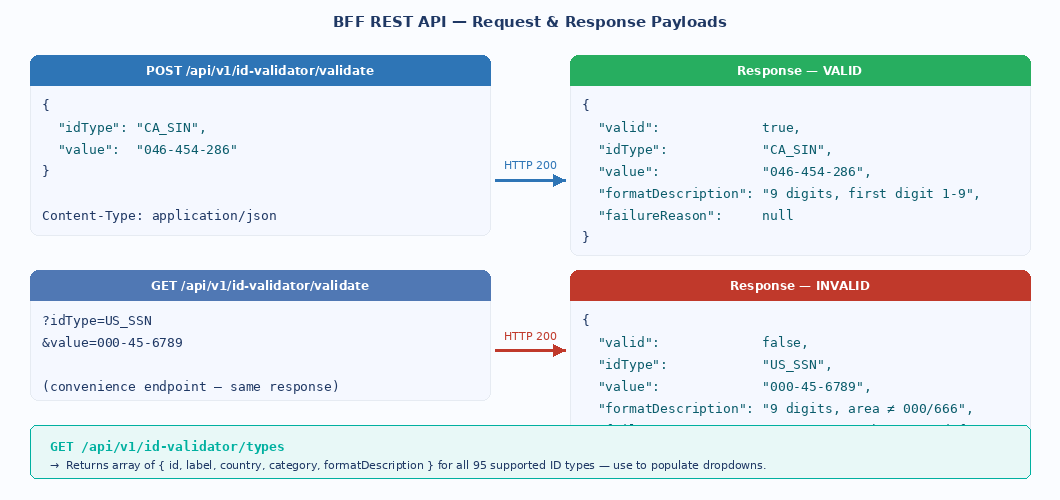 BFF REST API — Request & Response Payloads
POST /api/v1/id-validator/validate
{
"idType": "CA_SIN",
"value": "046-454-286"
}
Content-Type: application/json
HTTP 200
Response — VALID
{
"valid": true,
"idType": "CA_SIN",
"value": "046-454-286",
"formatDescription": "9 digits, first digit 1-9",
"failureReason": null
}
GET /api/v1/id-validator/validate
?idType=US_SSN
&value=000-45-6789
(convenience endpoint — same response)
HTTP 200
Response — INVALID
{
"valid": false,
"idType": "US_SSN",
"value": "000-45-6789",
"formatDescription": "9 digits, area ≠ 000/666",
GET /api/v1/id-validator/types
→ Returns array of { id, label, country, category, formatDescription } for all 95 supported ID types — use to populate dropdowns.